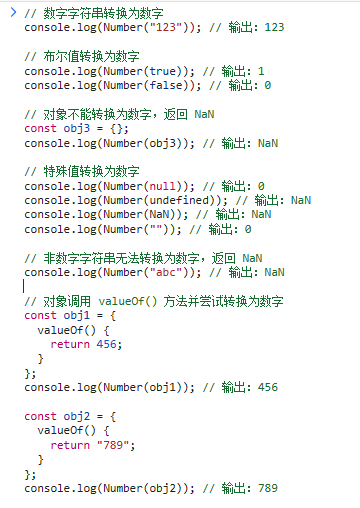 // 数字字符串转换为数字
console.log(Number("123")); // 输出: 123
// 布尔值转换为数字
console.log(Number(true)); // 输出: 1
console.log(Number(false)); // 输出: 0
// 对象不能转换为数字，返回 NaN
const obj3 = {};
console.log(Number(obj3)); // 输出: NaN
// 特殊值转换为数字
console.log(Number(null)); // 输出: 0
console.log(Number(undefined)); // 输出: NaN
console.log(Number(NaN)); // 输出: NaN
console.log(Number("")); // 输出: 0
// 非数字字符串无法转换为数字，返回 NaN
console.log(Number("abc")); // 输出: NaN
// 对象调用 valueOf() 方法并尝试转换为数字
const obj1 = {
  valueOf() {
    return 456;
  }
};
console.log(Number(obj1)); // 输出: 456
const obj2 = {
  valueOf() {
    return "789";
  }
};
console.log(Number(obj2)); // 输出: 789